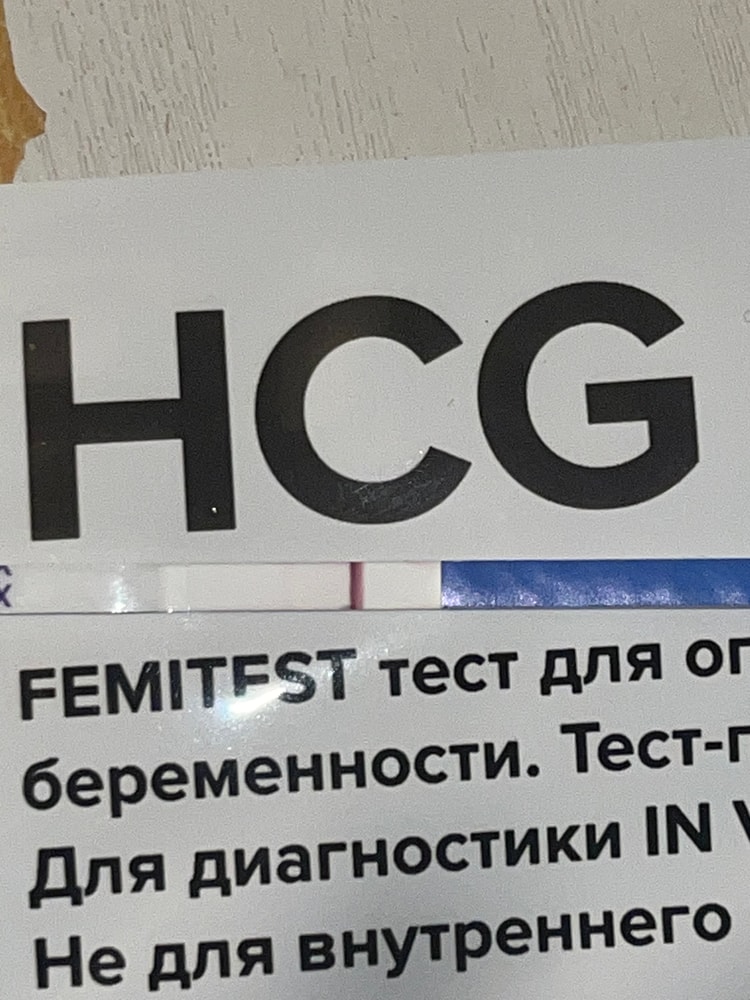 HCG
FEMITEST тест для
беременности. Тест-
Для диагностики IN
Не для внутреннего